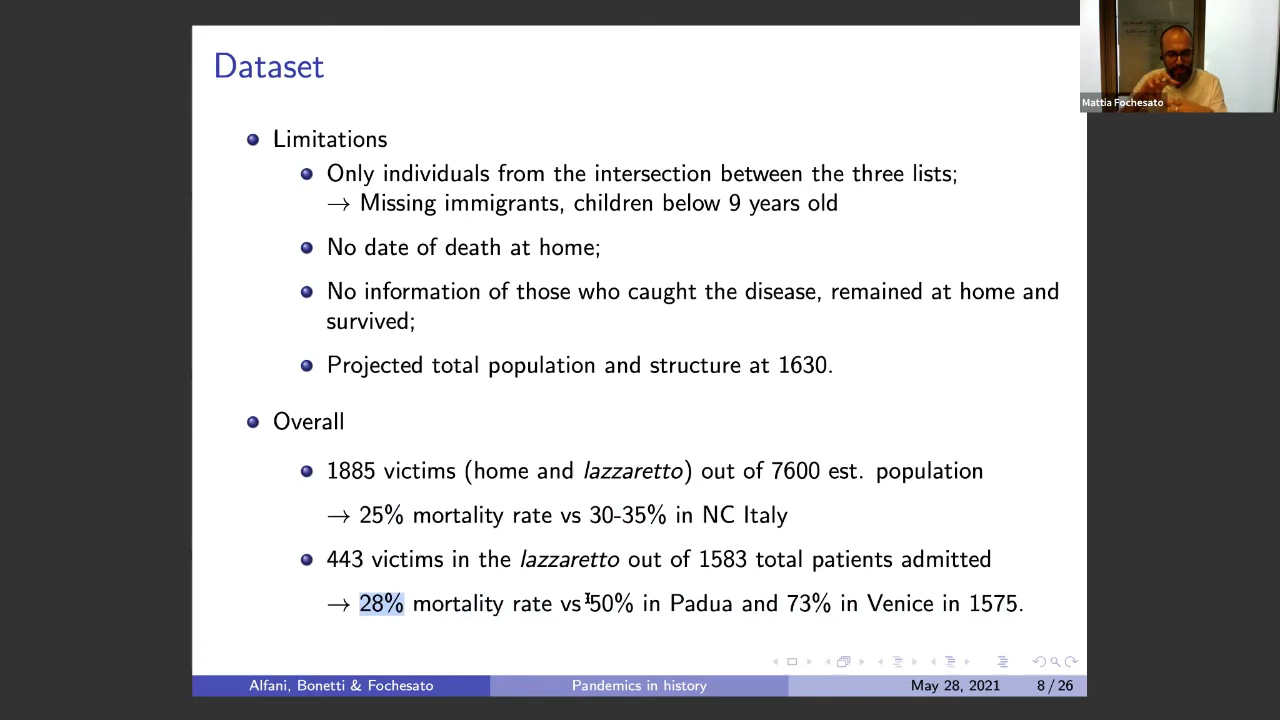 Dataset
Limitations
Only individuals from the intersection between the three lists;
→ Missing immigrants, children below 9 years old
No date of death at home;
No information of those who caught the disease, remained at home and
survived;
Projected total population and structure at 1630.
Overall
1885 victims (home and lazzaretto) out of 7600 est. population
→ 25% mortality rate vs 30-35% in NC Italy
443 victims in the lazzaretto out of 1583 total patients admitted
→ 28% mortality rate vs 50% in Padua and 73% in Venice in 1575.
Alfani, Bonetti & Fochesato
Pandemics in history
May 28, 2021
8 / 26
Mattia Fochesato